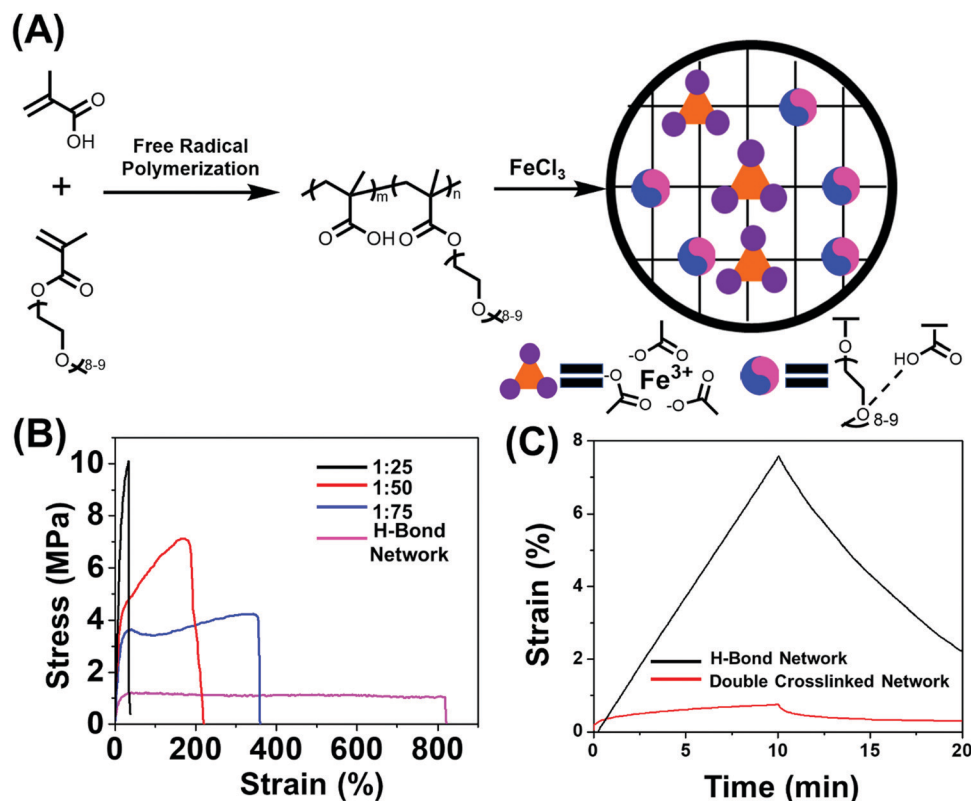 (A)
O
OH
Free Radical
Polymerization
+
O
O
O
8-9
m
n
O
OH
O
O
O
8-9
FeCl3
-O
O
-O
O
Fe3+
-O
O
O
HO
O
O
8-9
(B)
10
8
6
4
2
0
Stress (MPa)
1:25
1:50
1:75
H-Bond
Network
0
200
400
600
800
Strain (%)
(C)
8
6
4
2
0
Strain (%)
H-Bond Network
Double Crosslinked Network
0
5
10
15
20
Time (min)